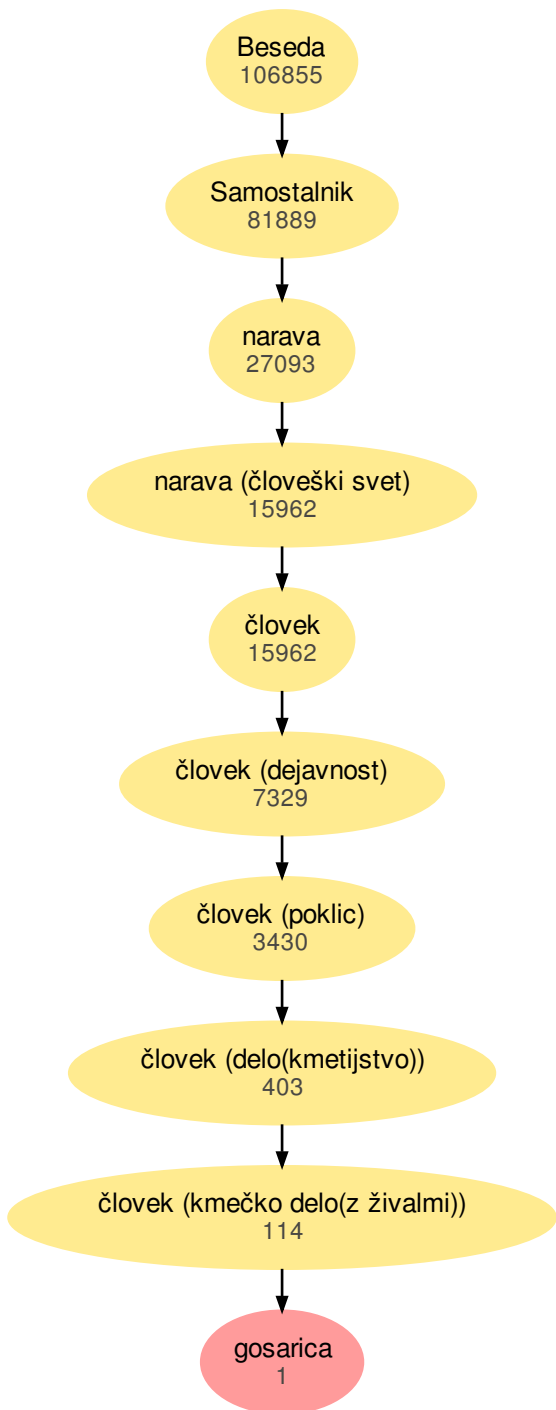 Beseda
106855
Samostalnik
81889
narava
27093
narava (človeški svet)
15962
človek
15962
človek (dejavnost)
7329
človek (poklic)
3430
človek (delo(kmetijstvo))
403
človek (kmečko delo(z živalmi))
114
gosarica
1